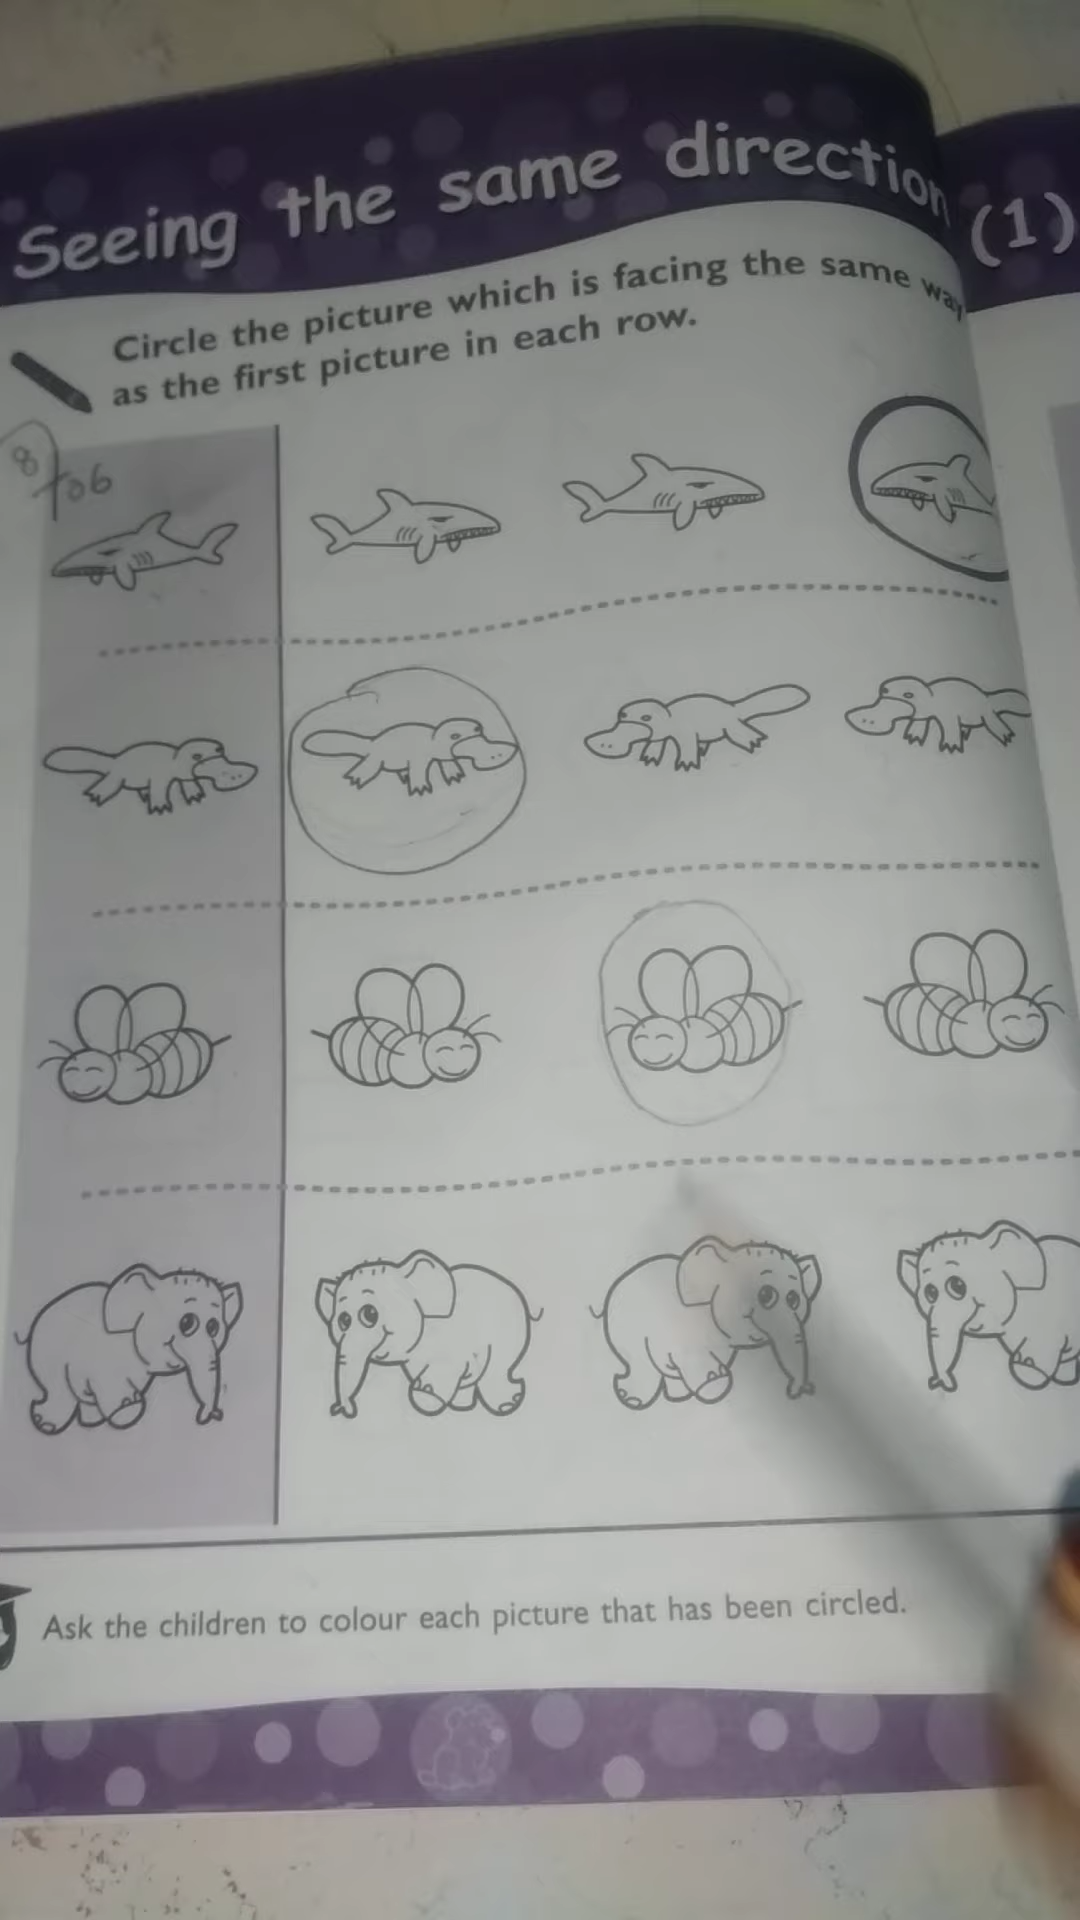 Seeing the same direction (1)
Circle the picture which is facing the same way
as the first picture in each row.
8/06
Ask the children to colour each picture that has been circled.